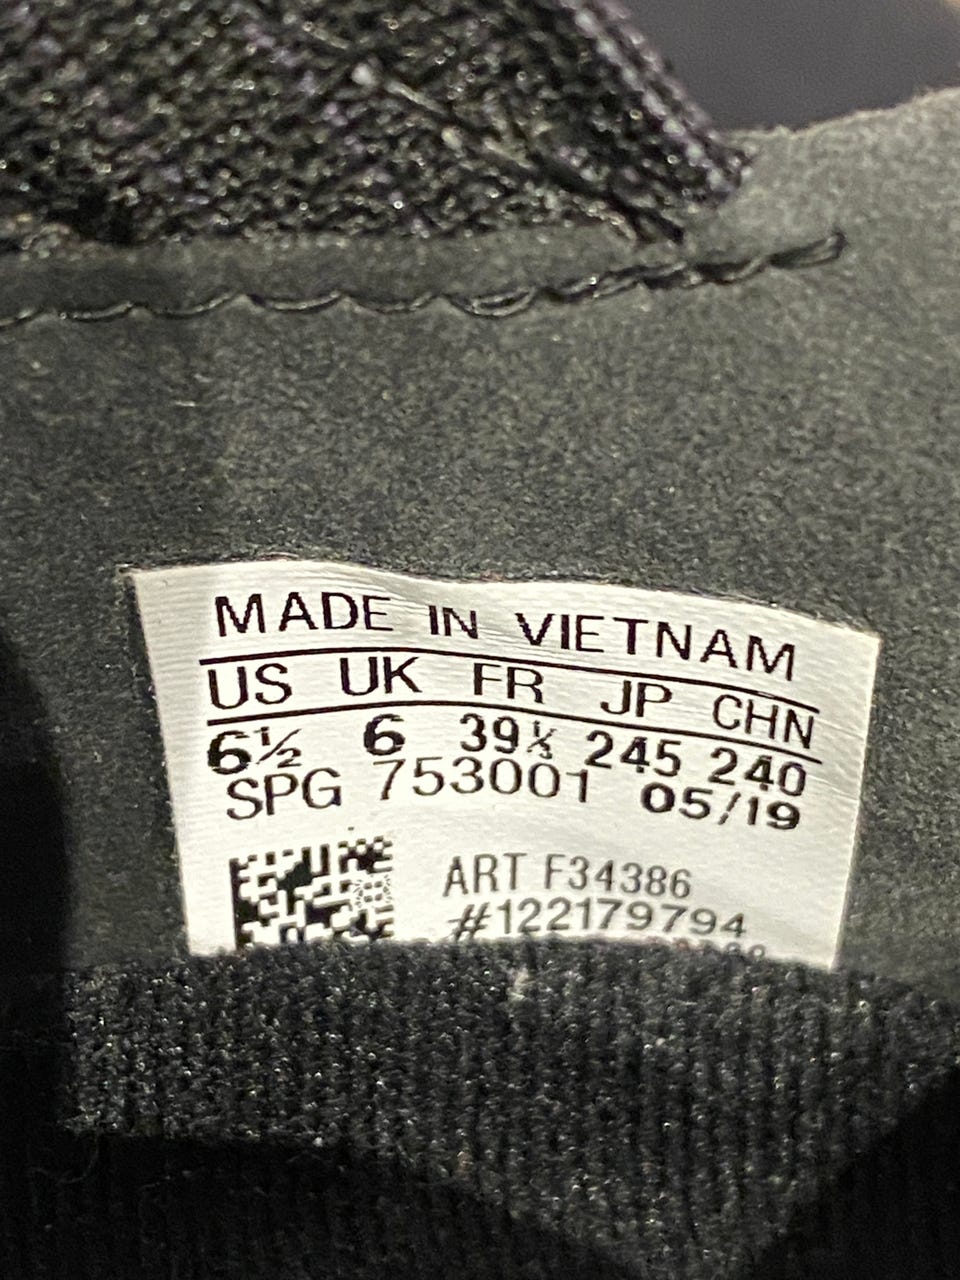 MADE IN VIETNAM
US UK FR JP CHN
6½ 6 39⅓ 245 240
SPG 753001 05/19
ART F34386
#122179794